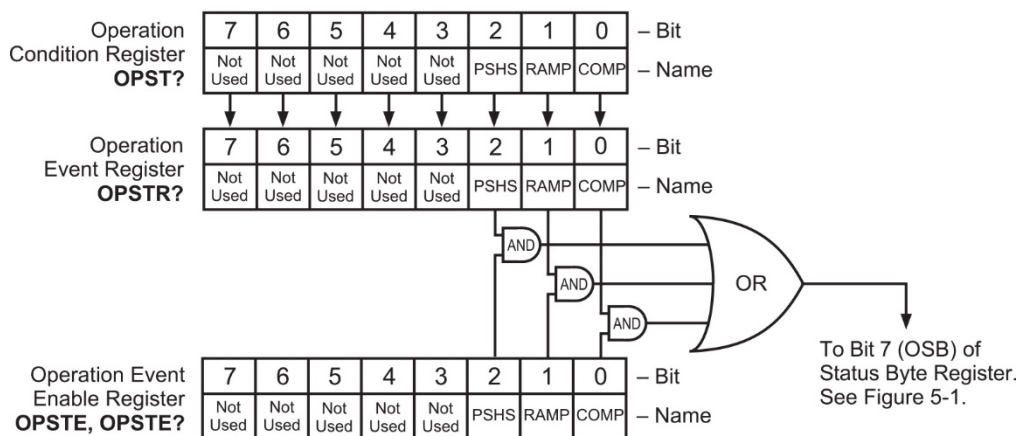 Operation
Condition Register
OPST?
7 6 5 4 3 2 1 0 – Bit
Not Used Not Used Not Used Not Used Not Used PSHS RAMP COMP – Name
Operation
Event Register
OPSTR?
7 6 5 4 3 2 1 0 – Bit
Not Used Not Used Not Used Not Used Not Used PSHS RAMP COMP – Name
AND
AND
AND
OR
To Bit 7 (OSB) of
Status Byte Register.
See Figure 5-1.
Operation Event
Enable Register
OPSTE, OPSTE?
7 6 5 4 3 2 1 0 – Bit
Not Used Not Used Not Used Not Used Not Used PSHS RAMP COMP – Name